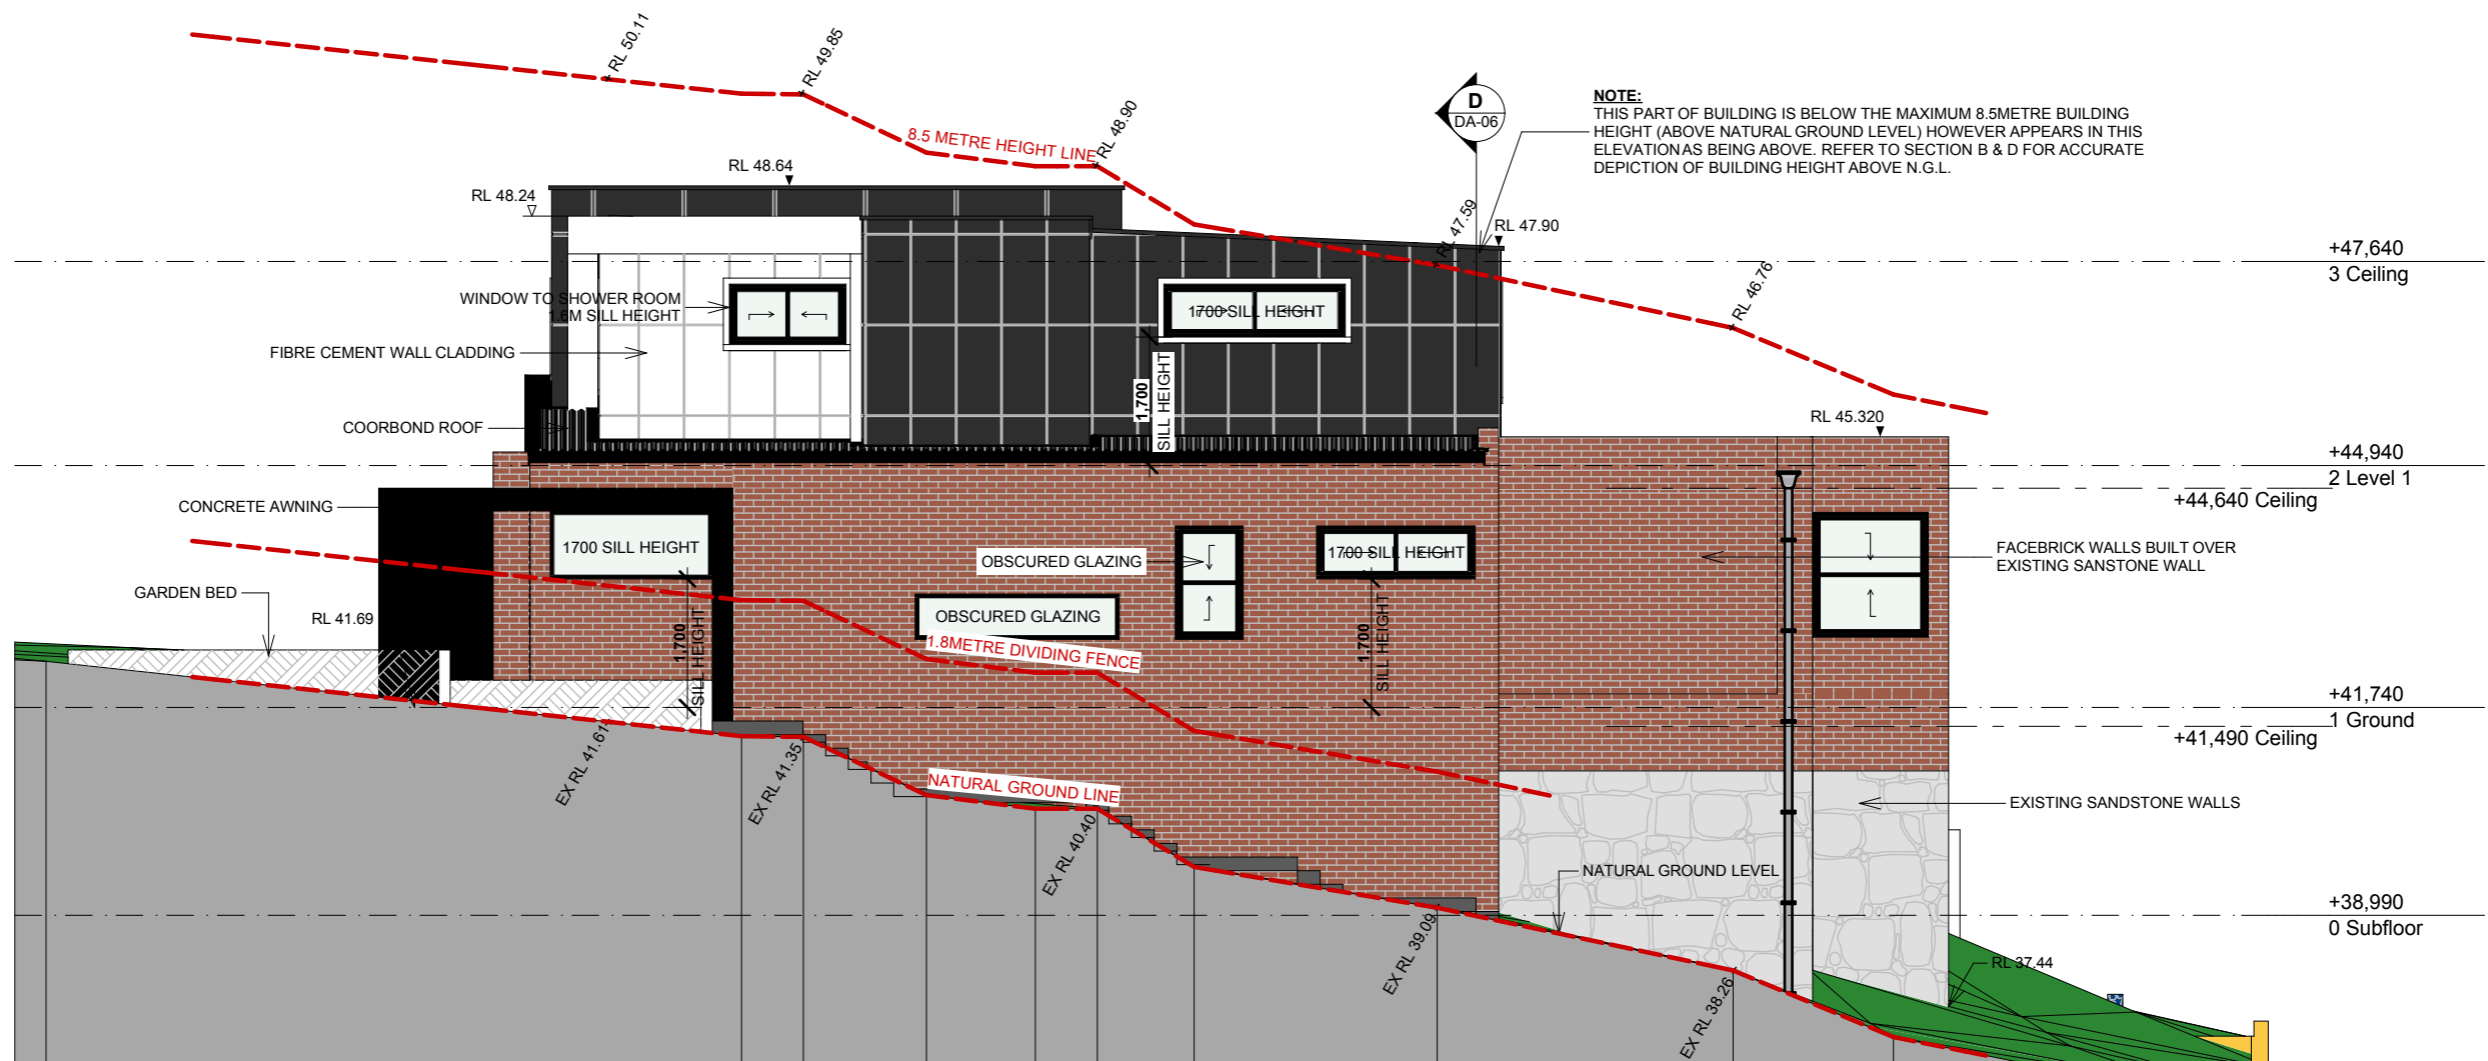 RL 50.11
RL 49.85
8.5 METRE HEIGHT LINE
RL 48.90
D
DA-06
NOTE:
THIS PART OF BUILDING IS BELOW THE MAXIMUM 8.5METRE BUILDING
HEIGHT (ABOVE NATURAL GROUND LEVEL) HOWEVER APPEARS IN THIS
ELEVATION AS BEING ABOVE. REFER TO SECTION B & D FOR ACCURATE
DEPICTION OF BUILDING HEIGHT ABOVE N.G.L.
RL 48.64
RL 48.24
RL 47.59
RL 47.90
+47,640
3 Ceiling
RL 46.76
WINDOW TO SHOWER ROOM
1.6M SILL HEIGHT
1700 SILL HEIGHT
FIBRE CEMENT WALL CLADDING
1,700
SILL HEIGHT
COORBOND ROOF
RL 45.320
+44,940
2 Level 1
+44,640 Ceiling
CONCRETE AWNING
1700 SILL HEIGHT
OBSCURED GLAZING
1700 SILL HEIGHT
FACEBRICK WALLS BUILT OVER
EXISTING SANSTONE WALL
GARDEN BED
RL 41.69
OBSCURED GLAZING
1.8METRE DIVIDING FENCE
1,700
SILL HEIGHT
1,700
SILL HEIGHT
+41,740
1 Ground
+41,490 Ceiling
EX RL 41.61
EX RL 41.35
NATURAL GROUND LINE
EX RL 40.40
EXISTING SANDSTONE WALLS
NATURAL GROUND LEVEL
+38,990
0 Subfloor
EX RL 39.09
EX RL 38.26
RL 37.44